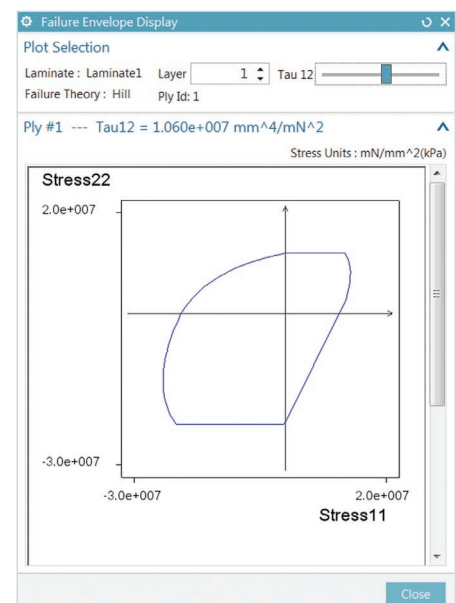 Failure Envelope Display
Plot Selection
Laminate : Laminate1 Layer 1 Tau 12
Failure Theory : Hill Ply Id: 1
Ply #1 --- Tau12 = 1.060e+007 mm^4/mN^2
Stress Units : mN/mm^2(kPa)
Stress22
2.0e+007
-3.0e+007
-3.0e+007 2.0e+007
Stress11
Close